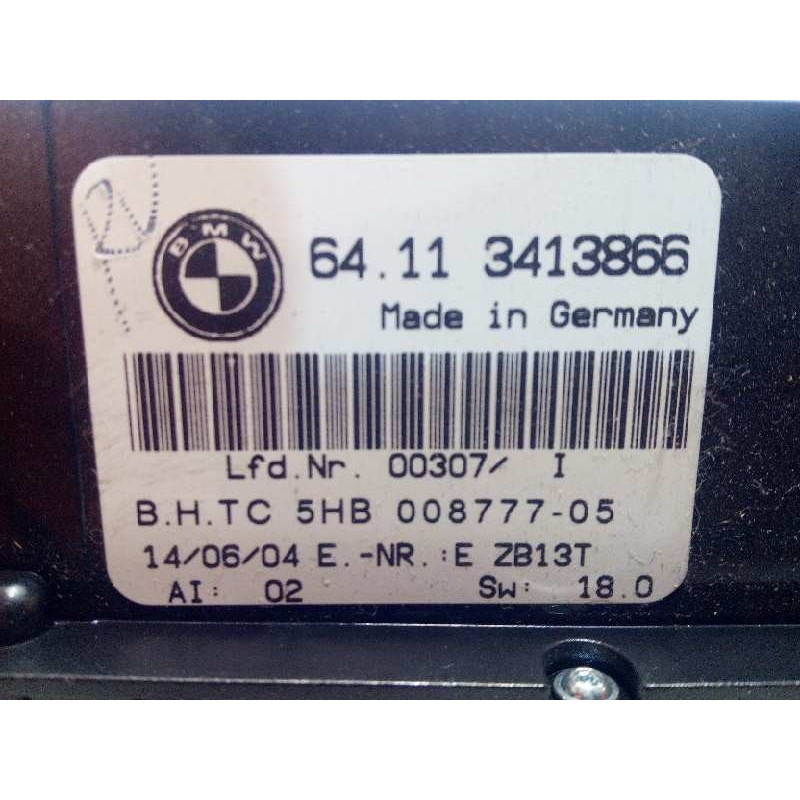 BMW
64.11 3413866
Made in Germany
Lfd.Nr. 00307/ I
B.H.TC 5HB 008777-05
14/06/04 E.-NR.:E ZB13T
AI: 02 Sw: 18.0